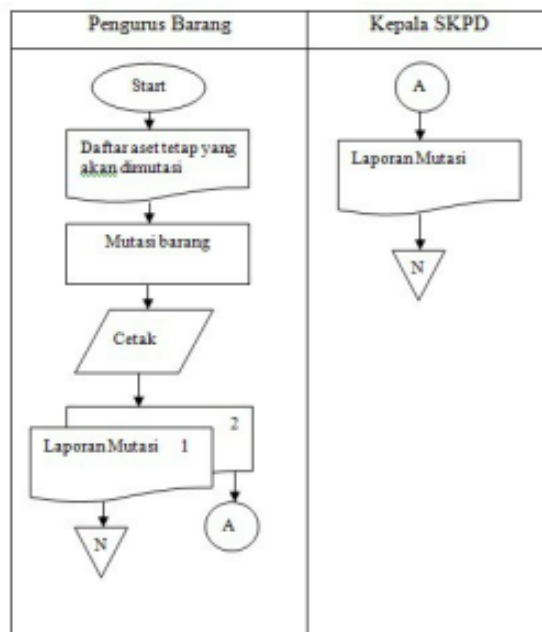 Pengurus Barang
Start
Daftar aset tetap yang
akan dimutasi
Mutasi barang
Cetak
2
Laporan Mutasi 1
N
A
Kepala SKPD
A
Laporan Mutasi
N